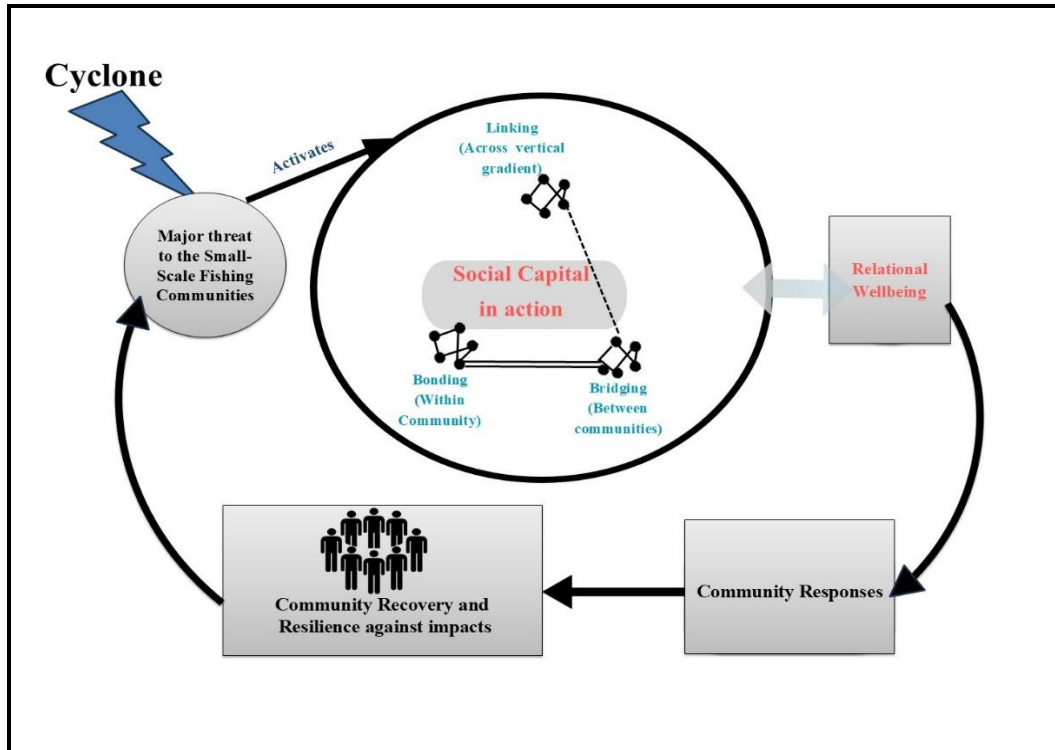 Cyclone
Activates
Major threat
to the Small-
Scale Fishing
Communities
Linking
(Across vertical
gradient)
Social Capital
in action
Bonding
(Within
Community)
Bridging
(Between
communities)
Relational
Wellbeing
Community Responses
Community Recovery and
Resilience against impacts